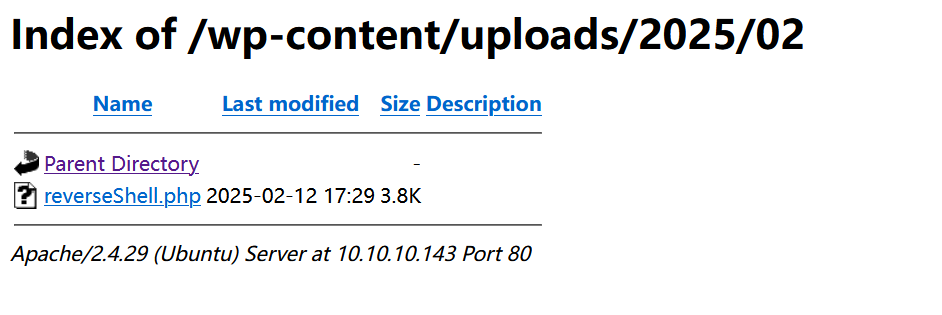 Index of /wp-content/uploads/2025/02
Name Last modified Size Description
Parent Directory -
reverseShell.php 2025-02-12 17:29 3.8K
Apache/2.4.29 (Ubuntu) Server at 10.10.10.143 Port 80